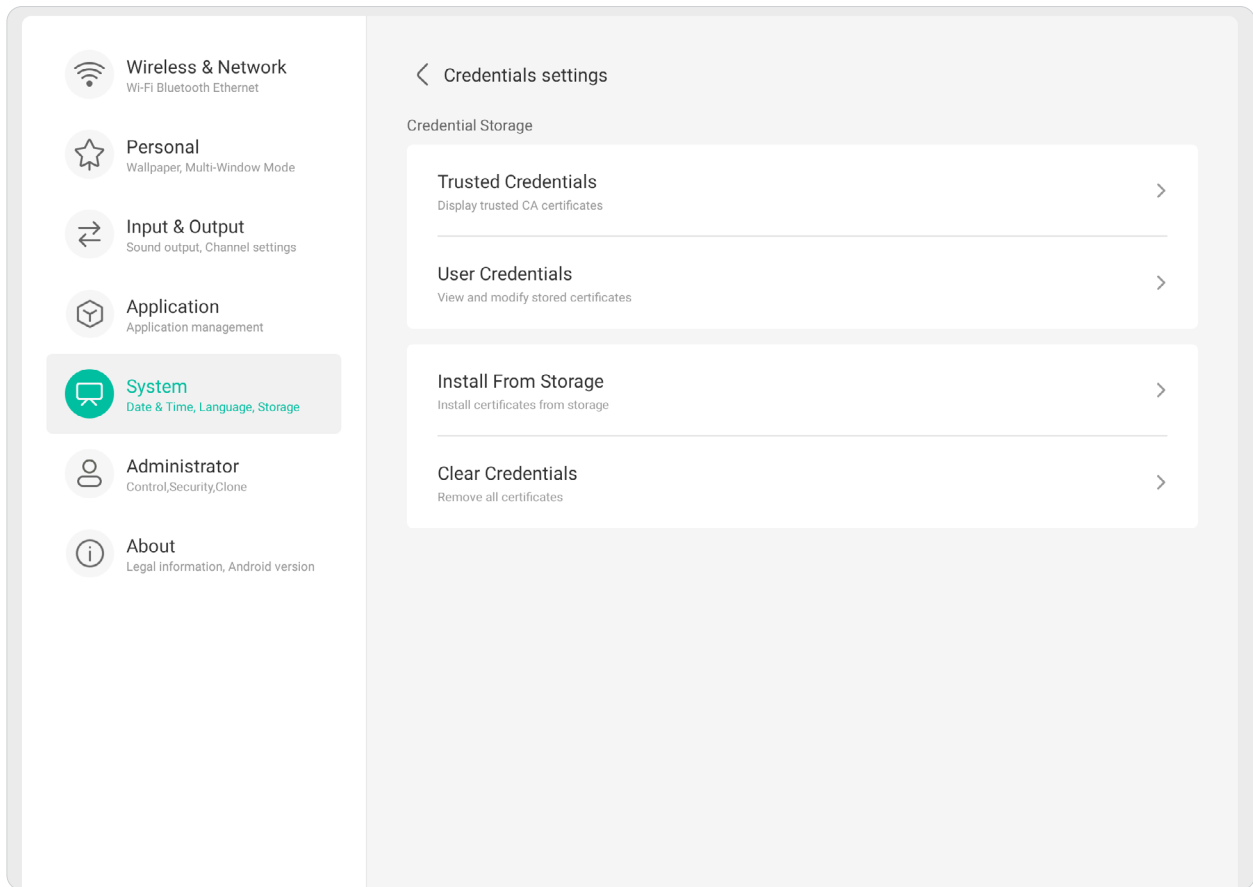 Wireless & Network
Wi-Fi Bluetooth Ethernet
Personal
Wallpaper, Multi-Window Mode
Input & Output
Sound output, Channel settings
Application
Application management
System
Date & Time, Language, Storage
Administrator
Control,Security,Clone
About
Legal information, Android version
Credentials settings
Credential Storage
Trusted Credentials
Display trusted CA certificates
User Credentials
View and modify stored certificates
Install From Storage
Install certificates from storage
Clear Credentials
Remove all certificates